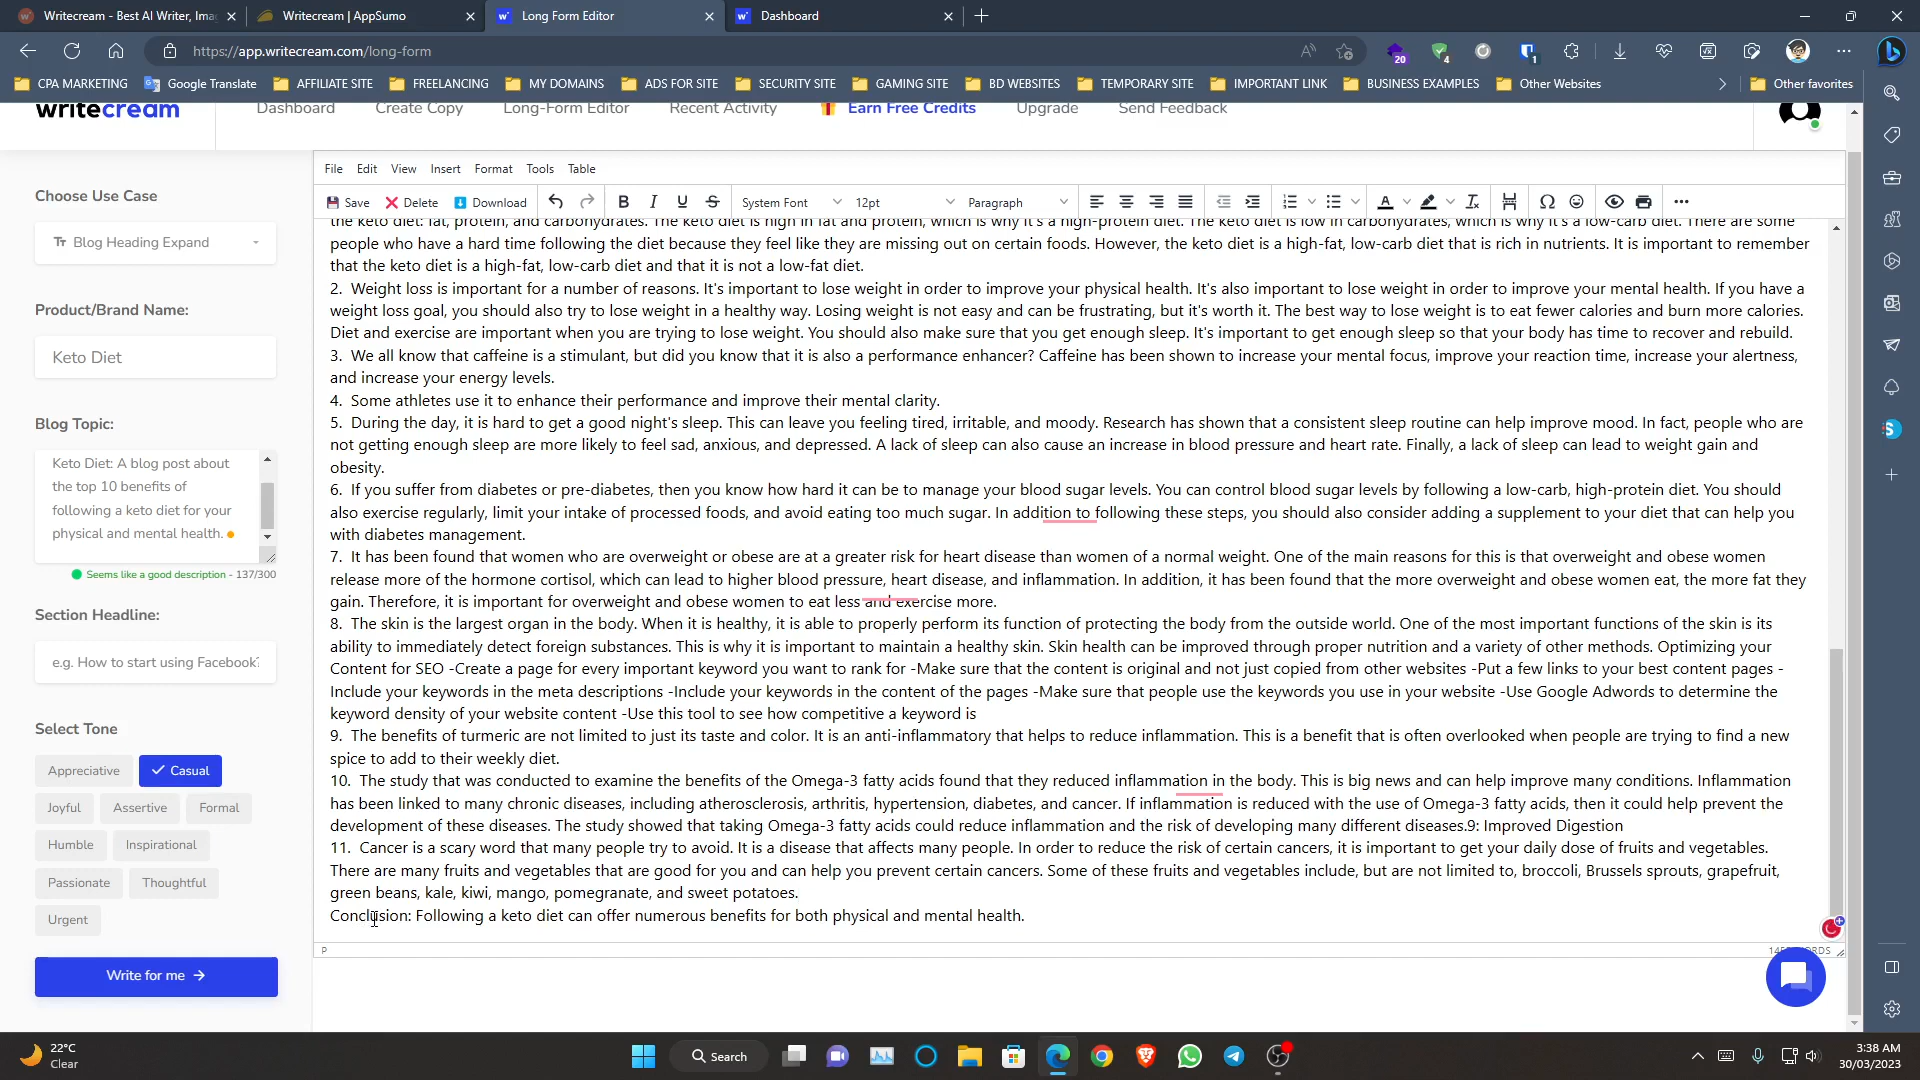 Writecream - Best AI Writer, Ima
Writecream | AppSumo
Long Form Editor
Dashboard
https://app.writecream.com/long-form
20
4
1
CPA MARKETING
Google Translate
AFFILIATE SITE
FREELANCING
MY DOMAINS
ADS FOR SITE
SECURITY SITE
GAMING SITE
BD WEBSITES
TEMPORARY SITE
IMPORTANT LINK
BUSINESS EXAMPLES
Other Websites
Other favorites
writecream
Dashboard
Create Copy
Long-Form Editor
Recent Activity
Earn Free Credits
Upgrade
Send Feedback
Choose Use Case
Blog Heading Expand
Product/Brand Name:
Keto Diet
Blog Topic:
Keto Diet: A blog post about
the top 10 benefits of
following a keto diet for your
physical and mental health.
Seems like a good description - 137/300
Section Headline:
e.g. How to start using Facebook?
Select Tone
Appreciative
Casual
Joyful
Assertive
Formal
Humble
Inspirational
Passionate
Thoughtful
Urgent
Write for me
File Edit View Insert Format Tools Table
Save Delete Download B I U S System Font 12pt Paragraph
the keto diet: fat, protein, and carbohydrates. The keto diet is high in fat and protein, which is why it's a high-protein diet. The keto diet is low in carbohydrates, which is why it's a low-carb diet. There are some
people who have a hard time following the diet because they feel like they are missing out on certain foods. However, the keto diet is a high-fat, low-carb diet that is rich in nutrients. It is important to remember
that the keto diet is a high-fat, low-carb diet and that it is not a low-fat diet.
2. Weight loss is important for a number of reasons. It's important to lose weight in order to improve your physical health. It's also important to lose weight in order to improve your mental health. If you have a
weight loss goal, you should also try to lose weight in a healthy way. Losing weight is not easy and can be frustrating, but it's worth it. The best way to lose weight is to eat fewer calories and burn more calories.
Diet and exercise are important when you are trying to lose weight. You should also make sure that you get enough sleep. It's important to get enough sleep so that your body has time to recover and rebuild.
3. We all know that caffeine is a stimulant, but did you know that it is also a performance enhancer? Caffeine has been shown to increase your mental focus, improve your reaction time, increase your alertness,
and increase your energy levels.
4. Some athletes use it to enhance their performance and improve their mental clarity.
5. During the day, it is hard to get a good night's sleep. This can leave you feeling tired, irritable, and moody. Research has shown that a consistent sleep routine can help improve mood. In fact, people who are
not getting enough sleep are more likely to feel sad, anxious, and depressed. A lack of sleep can also cause an increase in blood pressure and heart rate. Finally, a lack of sleep can lead to weight gain and
obesity.
6. If you suffer from diabetes or pre-diabetes, then you know how hard it can be to manage your blood sugar levels. You can control blood sugar levels by following a low-carb, high-protein diet. You should
also exercise regularly, limit your intake of processed foods, and avoid eating too much sugar. In addition to following these steps, you should also consider adding a supplement to your diet that can help you
with diabetes management.
7. It has been found that women who are overweight or obese are at a greater risk for heart disease than women of a normal weight. One of the main reasons for this is that overweight and obese women
release more of the hormone cortisol, which can lead to higher blood pressure, heart disease, and inflammation. In addition, it has been found that the more overweight and obese women eat, the more fat they
gain. Therefore, it is important for overweight and obese women to eat less and exercise more.
8. The skin is the largest organ in the body. When it is healthy, it is able to properly perform its function of protecting the body from the outside world. One of the most important functions of the skin is its
ability to immediately detect foreign substances. This is why it is important to maintain a healthy skin. Skin health can be improved through proper nutrition and a variety of other methods. Optimizing your
Content for SEO -Create a page for every important keyword you want to rank for -Make sure that the content is original and not just copied from other websites -Put a few links to your best content pages -
Include your keywords in the meta descriptions -Include your keywords in the content of the pages -Make sure that people use the keywords you use in your website -Use Google Adwords to determine the
keyword density of your website content -Use this tool to see how competitive a keyword is
9. The benefits of turmeric are not limited to just its taste and color. It is an anti-inflammatory that helps to reduce inflammation. This is a benefit that is often overlooked when people are trying to find a new
spice to add to their weekly diet.
10. The study that was conducted to examine the benefits of the Omega-3 fatty acids found that they reduced inflammation in the body. This is big news and can help improve many conditions. Inflammation
has been linked to many chronic diseases, including atherosclerosis, arthritis, hypertension, diabetes, and cancer. If inflammation is reduced with the use of Omega-3 fatty acids, then it could help prevent the
development of these diseases. The study showed that taking Omega-3 fatty acids could reduce inflammation and the risk of developing many different diseases.9: Improved Digestion
11. Cancer is a scary word that many people try to avoid. It is a disease that affects many people. In order to reduce the risk of certain cancers, it is important to get your daily dose of fruits and vegetables.
There are many fruits and vegetables that are good for you and can help you prevent certain cancers. Some of these fruits and vegetables include, but are not limited to, broccoli, Brussels sprouts, grapefruit,
green beans, kale, kiwi, mango, pomegranate, and sweet potatoes.
Conclusion: Following a keto diet can offer numerous benefits for both physical and mental health.
P
22°C
Clear
Search
3:38 AM
30/03/2023